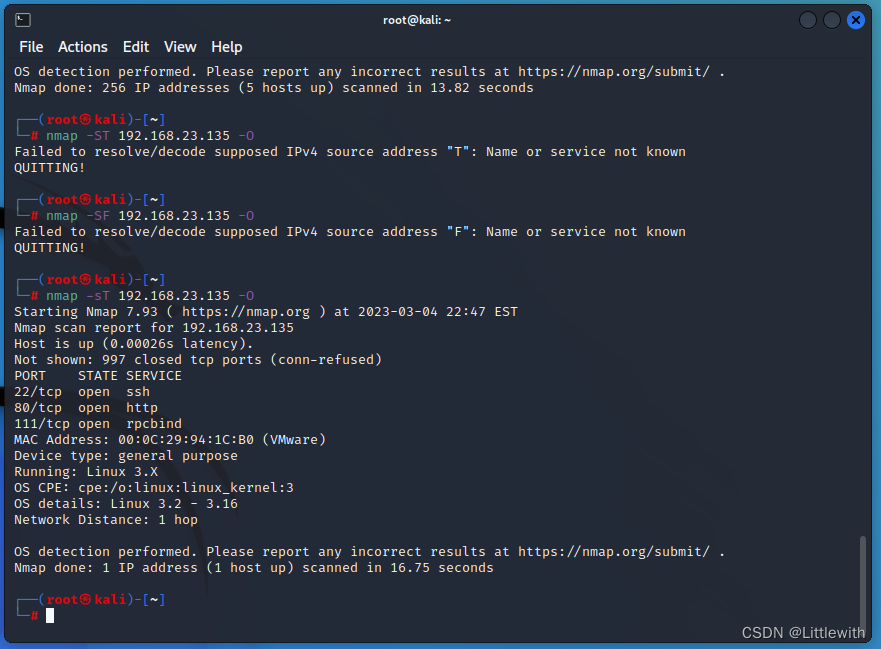 root@kali: ~
File Actions Edit View Help
OS detection performed. Please report any incorrect results at https://nmap.org/submit/ .
Nmap done: 256 IP addresses (5 hosts up) scanned in 13.82 seconds
┌──(root㉿kali)-[~]
└─# nmap -ST 192.168.23.135 -O
Failed to resolve/decode supposed IPv4 source address "T": Name or service not known
QUITTING!
┌──(root㉿kali)-[~]
└─# nmap -SF 192.168.23.135 -O
Failed to resolve/decode supposed IPv4 source address "F": Name or service not known
QUITTING!
┌──(root㉿kali)-[~]
└─# nmap -sT 192.168.23.135 -O
Starting Nmap 7.93 ( https://nmap.org ) at 2023-03-04 22:47 EST
Nmap scan report for 192.168.23.135
Host is up (0.00026s latency).
Not shown: 997 closed tcp ports (conn-refused)
PORT    STATE SERVICE
22/tcp  open  ssh
80/tcp  open  http
111/tcp open  rpcbind
MAC Address: 00:0C:29:94:1C:B0 (VMware)
Device type: general purpose
Running: Linux 3.X
OS CPE: cpe:/o:linux:linux_kernel:3
OS details: Linux 3.2 - 3.16
Network Distance: 1 hop
OS detection performed. Please report any incorrect results at https://nmap.org/submit/ .
Nmap done: 1 IP address (1 host up) scanned in 16.75 seconds
┌──(root㉿kali)-[~]
└─#
CSDN @Littlewith